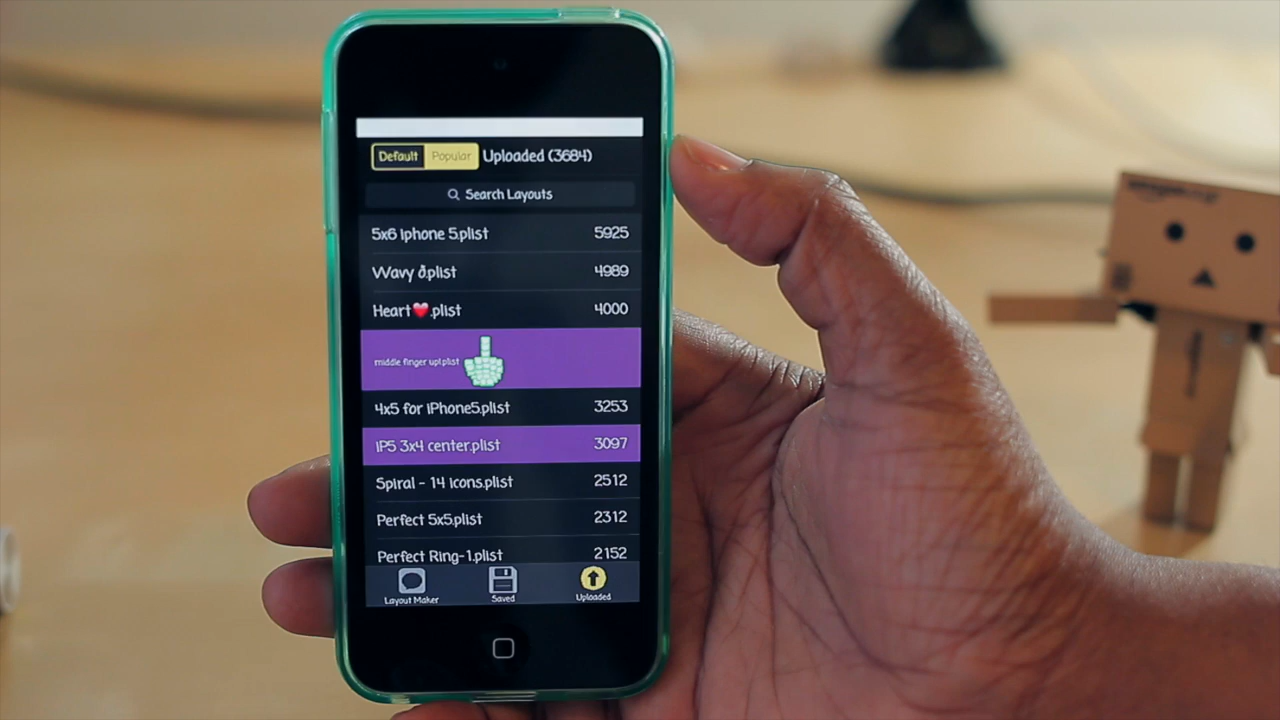 Default Popular Uploaded (3684)
Search Layouts
5x6 iphone 5.plist 5925
Wavy ð.plist 4989
Heart❤️.plist 4000
middle finger up!.plist
4x5 for iPhone5.plist 3253
IP5 3x4 center.plist 3097
Spiral - 14 icons.plist 2512
Perfect 5x5.plist 2312
Perfect Ring-1.plist 2152
Layout Maker Saved Uploaded